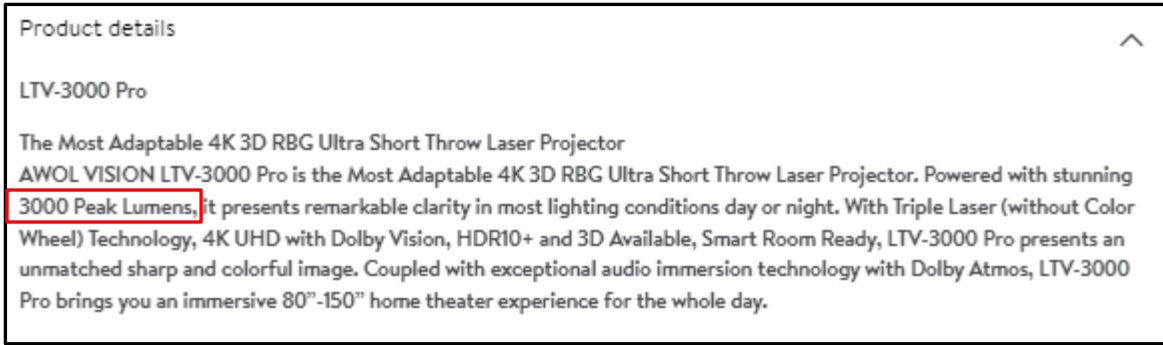 Product details
LTV-3000 Pro
The Most Adaptable 4K 3D RBG Ultra Short Throw Laser Projector
AWOL VISION LTV-3000 Pro is the Most Adaptable 4K 3D RBG Ultra Short Throw Laser Projector. Powered with stunning
3000 Peak Lumens, it presents remarkable clarity in most lighting conditions day or night. With Triple Laser (without Color
Wheel) Technology, 4K UHD with Dolby Vision, HDR10+ and 3D Available, Smart Room Ready, LTV-3000 Pro presents an
unmatched sharp and colorful image. Coupled with exceptional audio immersion technology with Dolby Atmos, LTV-3000
Pro brings you an immersive 80”-150” home theater experience for the whole day.